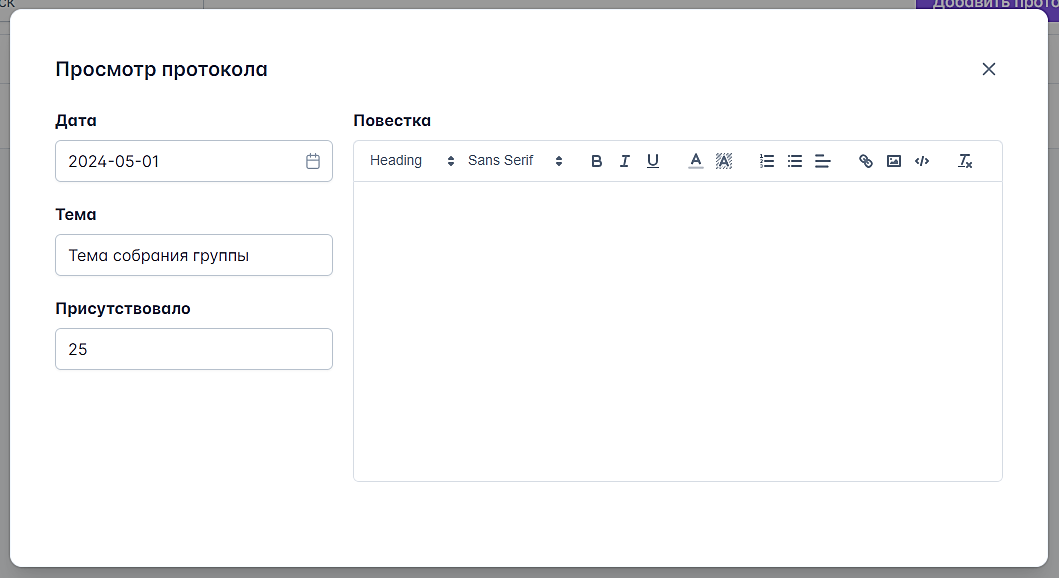 Просмотр протокола
Дата
2024-05-01
Тема
Тема собрания группы
Присутствовало
25
Повестка
Heading Sans Serif B I U A A